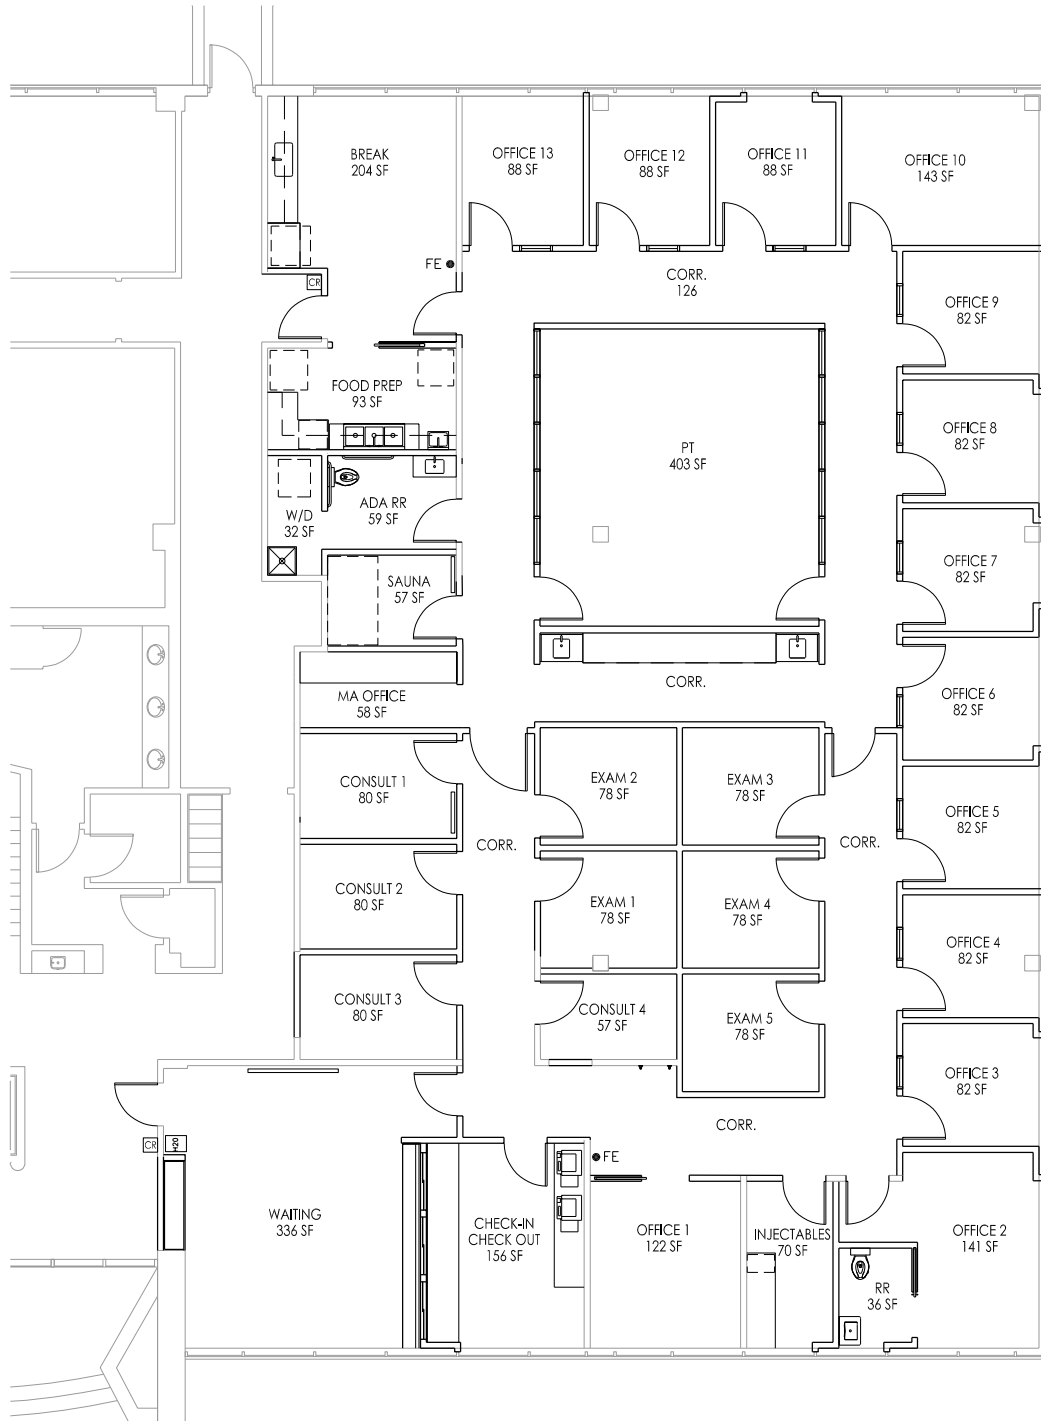 BREAK
204 SF
OFFICE 13
88 SF
OFFICE 12
88 SF
OFFICE 11
88 SF
OFFICE 10
143 SF
FE
CR
CORR.
126
OFFICE 9
82 SF
FOOD PREP
93 SF
PT
403 SF
OFFICE 8
82 SF
W/D
32 SF
ADA RR
59 SF
SAUNA
57 SF
OFFICE 7
82 SF
MA OFFICE
58 SF
CORR.
OFFICE 6
82 SF
CONSULT 1
80 SF
EXAM 2
78 SF
EXAM 3
78 SF
CORR.
CORR.
OFFICE 5
82 SF
CONSULT 2
80 SF
EXAM 1
78 SF
EXAM 4
78 SF
OFFICE 4
82 SF
CONSULT 3
80 SF
CONSULT 4
57 SF
EXAM 5
78 SF
OFFICE 3
82 SF
CORR.
CR
H20
FE
WAITING
336 SF
CHECK-IN
CHECK OUT
156 SF
OFFICE 1
122 SF
INJECTABLES
70 SF
OFFICE 2
141 SF
RR
36 SF